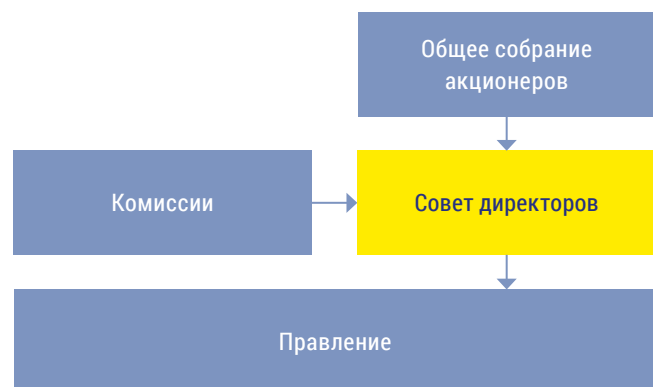 Общее собрание
акционеров
Комиссии
Совет директоров
Правление